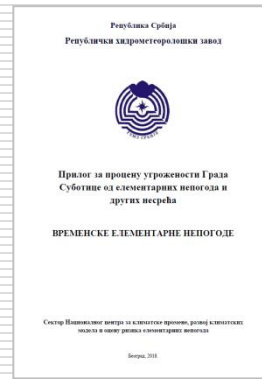 Република Србија
Републички хидрометеоролошки завод
Прилог за процену угрожености Града
Суботице од елементарних непогода и
других несрећа
ВРЕМЕНСКЕ ЕЛЕМЕНТАРНЕ НЕПОГОДЕ
Сектор Националног центра за климатске промене, развој климатских
модела и оцену ризика елементарних непогода
Београд, 2018.